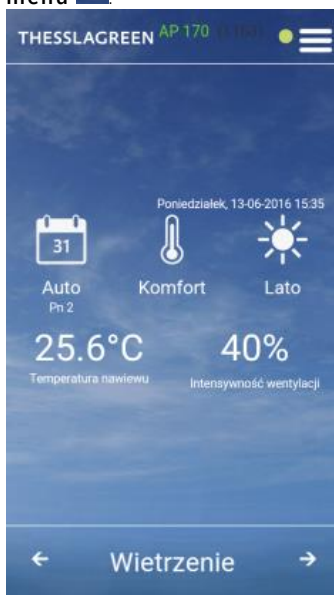 menu
THESSLAGREEN AP 170
Poniedziałek, 13-06-2016 15:35
31
Auto Komfort Lato
Pn 2
25.6°C 40%
Temperatura nawiewu Intensywność wentylacji
Wietrzenie